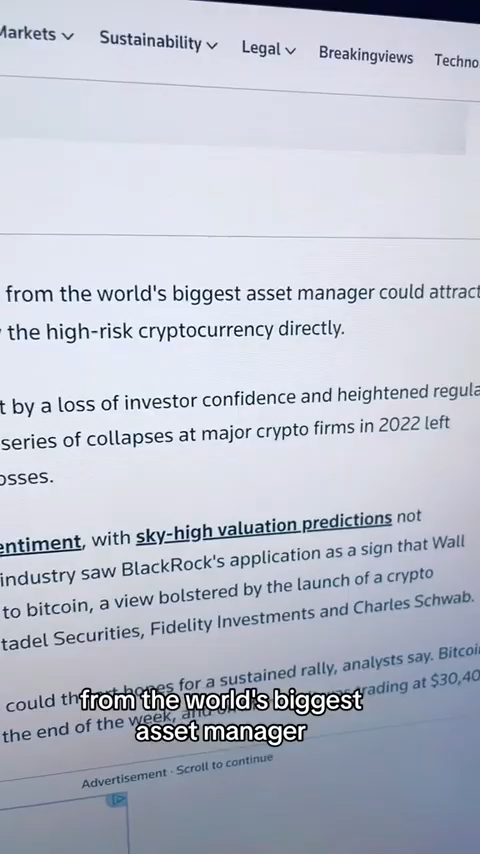 Markets Sustainability Legal Breakingviews Techno
from the world's biggest asset manager could attract
the high-risk cryptocurrency directly.
t by a loss of investor confidence and heightened regula
series of collapses at major crypto firms in 2022 left
osses.
entiment, with sky-high valuation predictions not
industry saw BlackRock's application as a sign that Wall
to bitcoin, a view bolstered by the launch of a crypto
tadel Securities, Fidelity Investments and Charles Schwab.
could hopes for a sustained rally, analysts say. Bitcoi
the end of the week, and trading at $30,40
from the world's biggest
asset manager
Advertisement · Scroll to continue